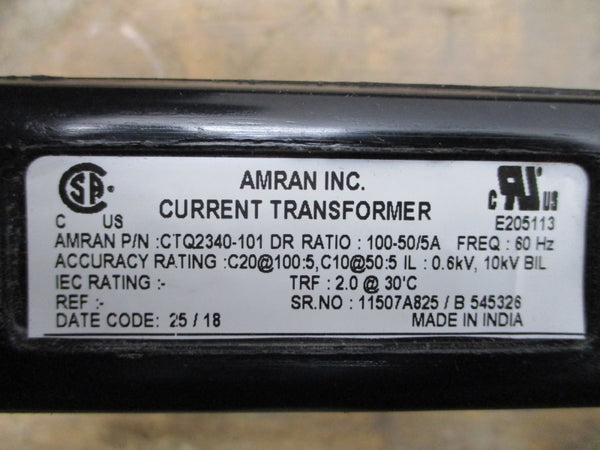 AMRAN INC.
CURRENT TRANSFORMER
CSA
C US
C RU US
E205113
AMRAN P/N :CTQ2340-101 DR RATIO : 100-50/5A FREQ : 60 Hz
ACCURACY RATING :C20@100:5,C10@50:5 IL : 0.6kV, 10kV BIL
IEC RATING :- TRF : 2.0 @ 30'C
REF :- SR.NO : 11507A825 / B 545326
DATE CODE: 25 / 18 MADE IN INDIA